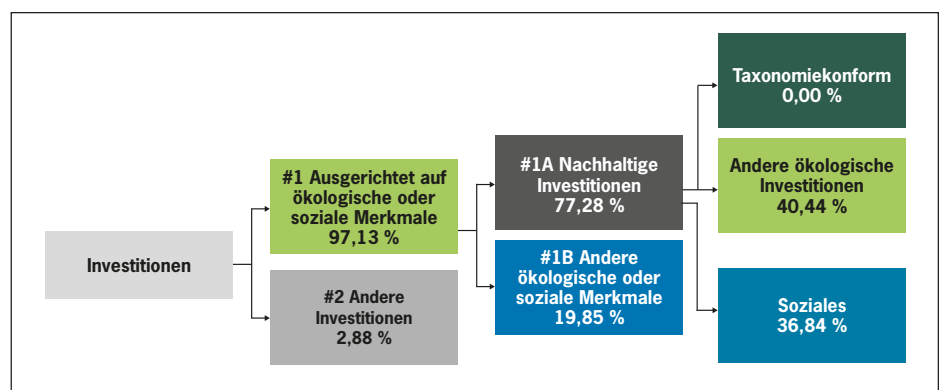 Investitionen
#1 Ausgerichtet auf
ökologische oder
soziale Merkmale
97,13 %
#2 Andere
Investitionen
2,88 %
#1A Nachhaltige
Investitionen
77,28 %
#1B Andere
ökologische oder
soziale Merkmale
19,85 %
Taxonomiekonform
0,00 %
Andere ökologische
Investitionen
40,44 %
Soziales
36,84 %